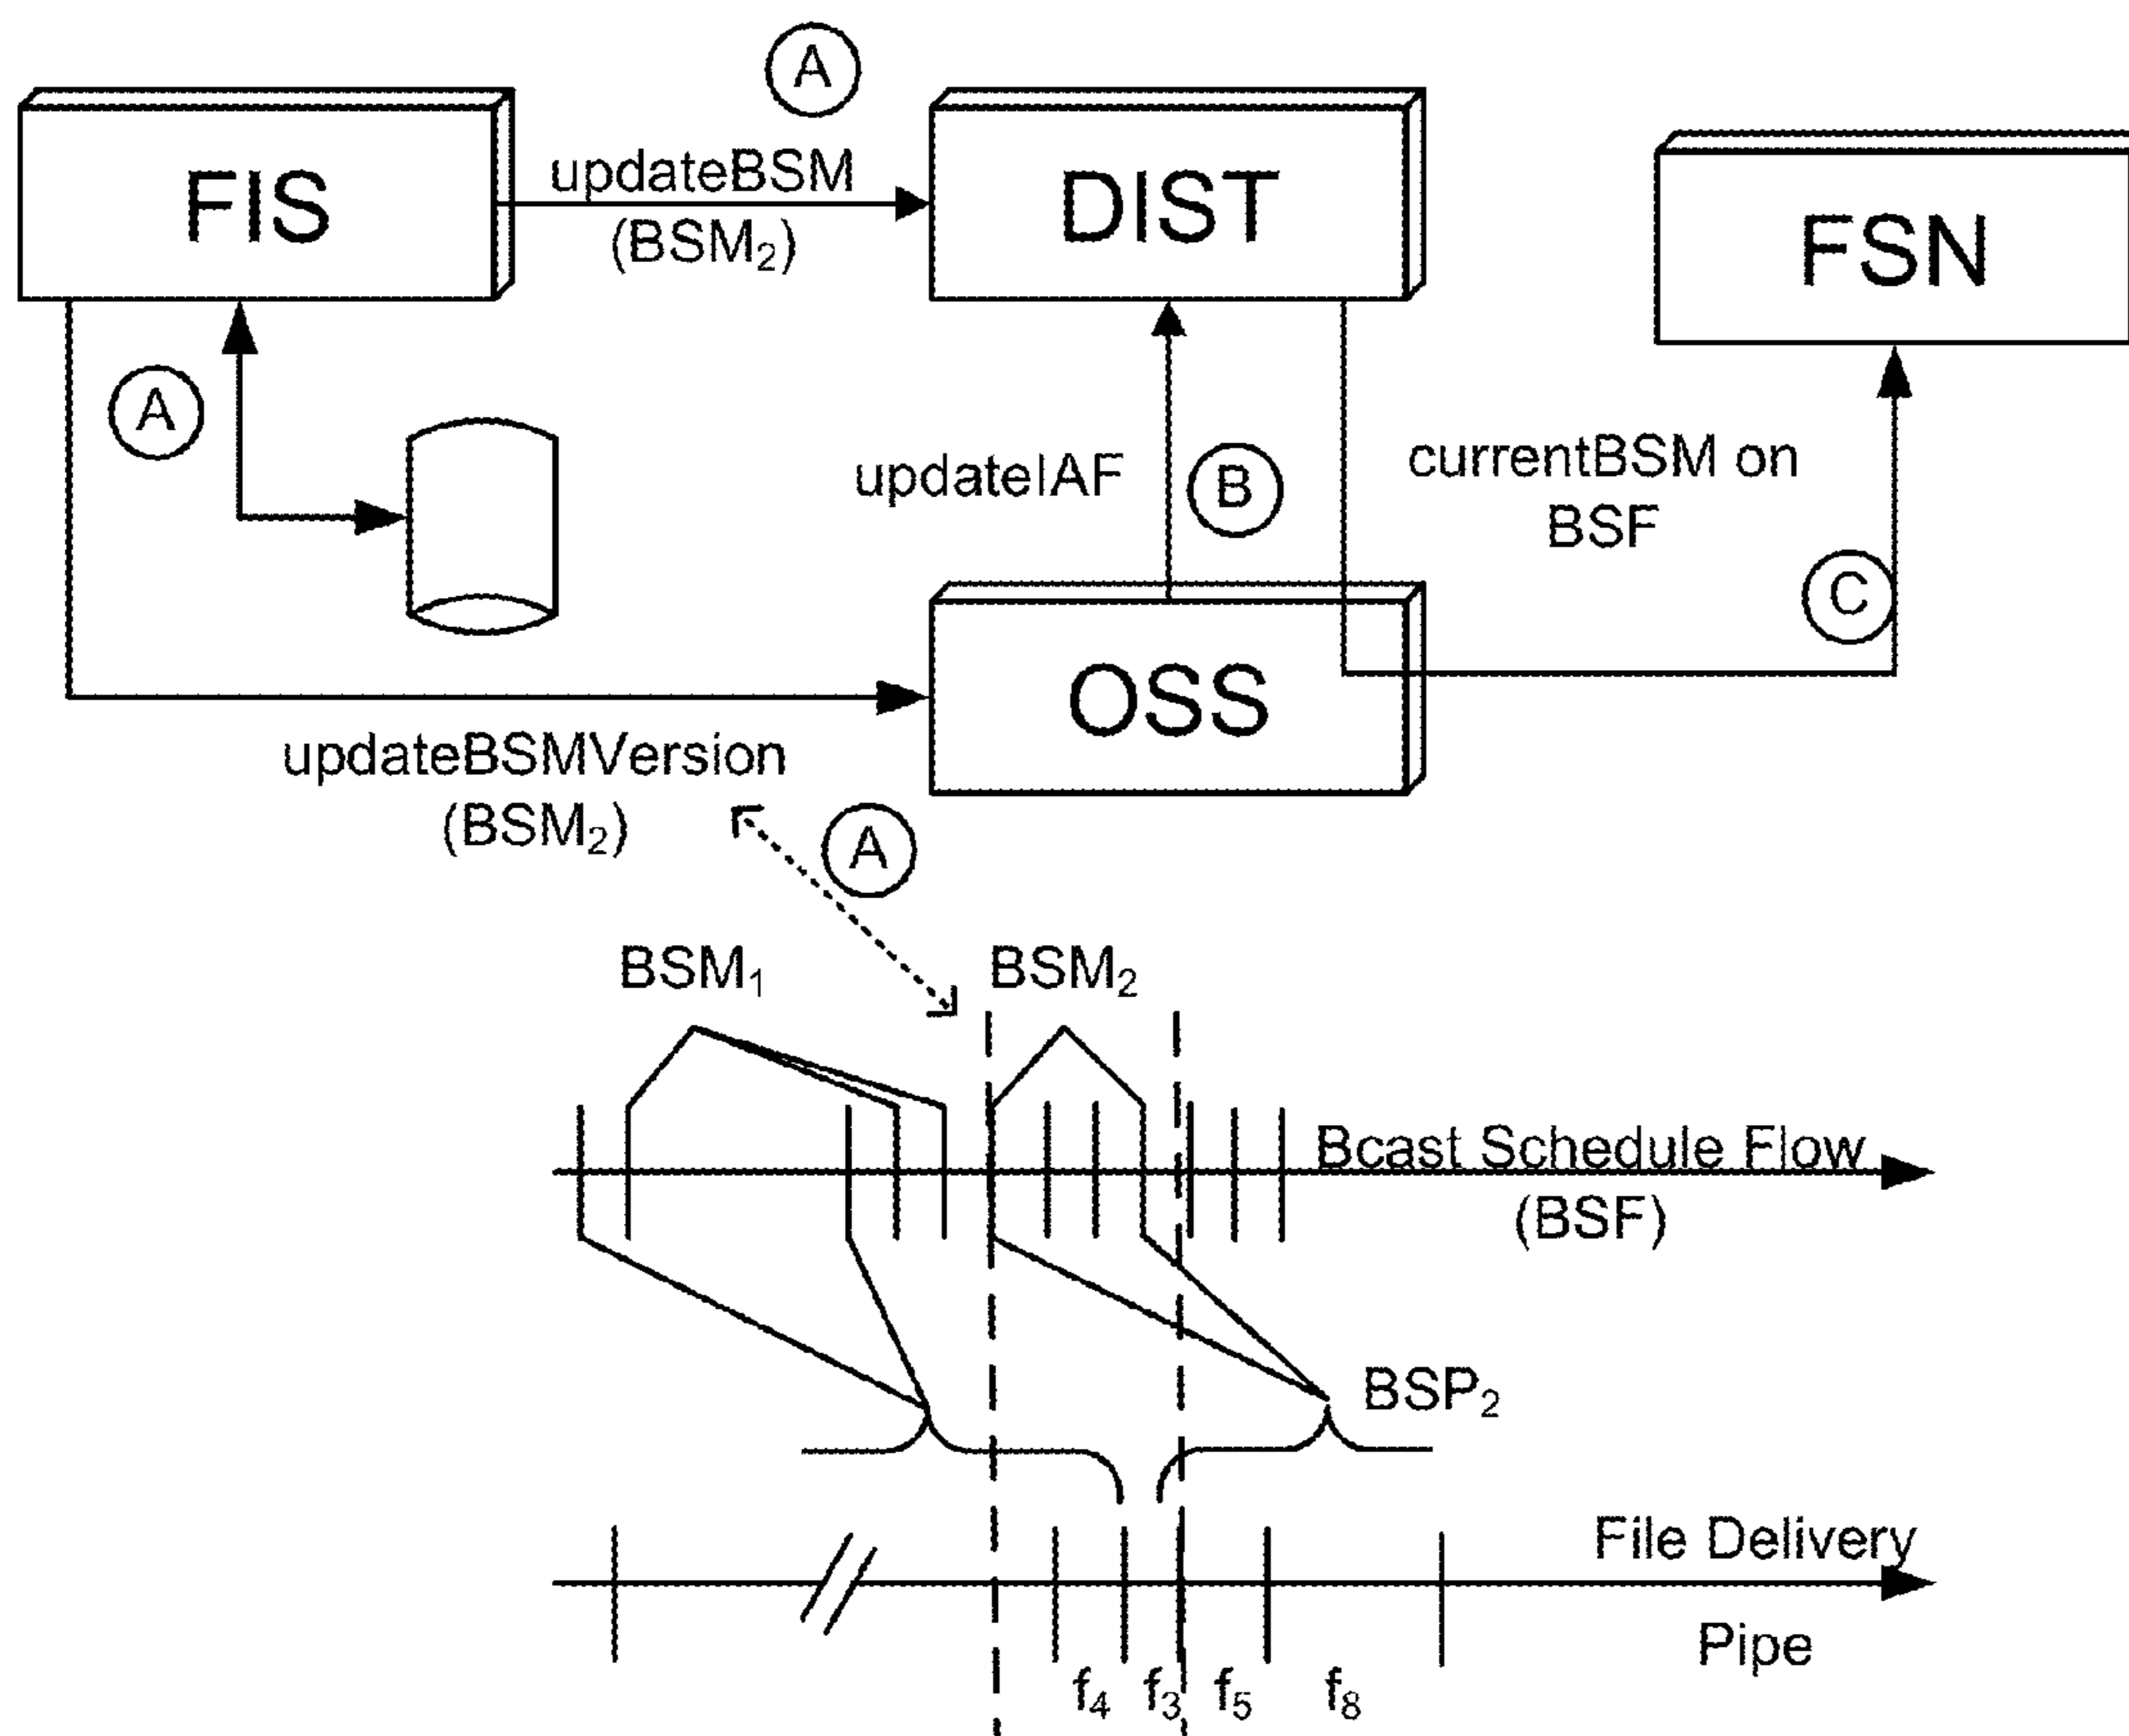 A
FIS
updateBSM
(BSM₂)
DIST
FSN
A
updateIAF
B
currentBSM on
BSF
C
OSS
updateBSMVersion
(BSM₂)
A
BSM₁
BSM₂
Bcast Schedule Flow
(BSF)
BSP₂
File Delivery
Pipe
f₄ f₃ f₅ f₈